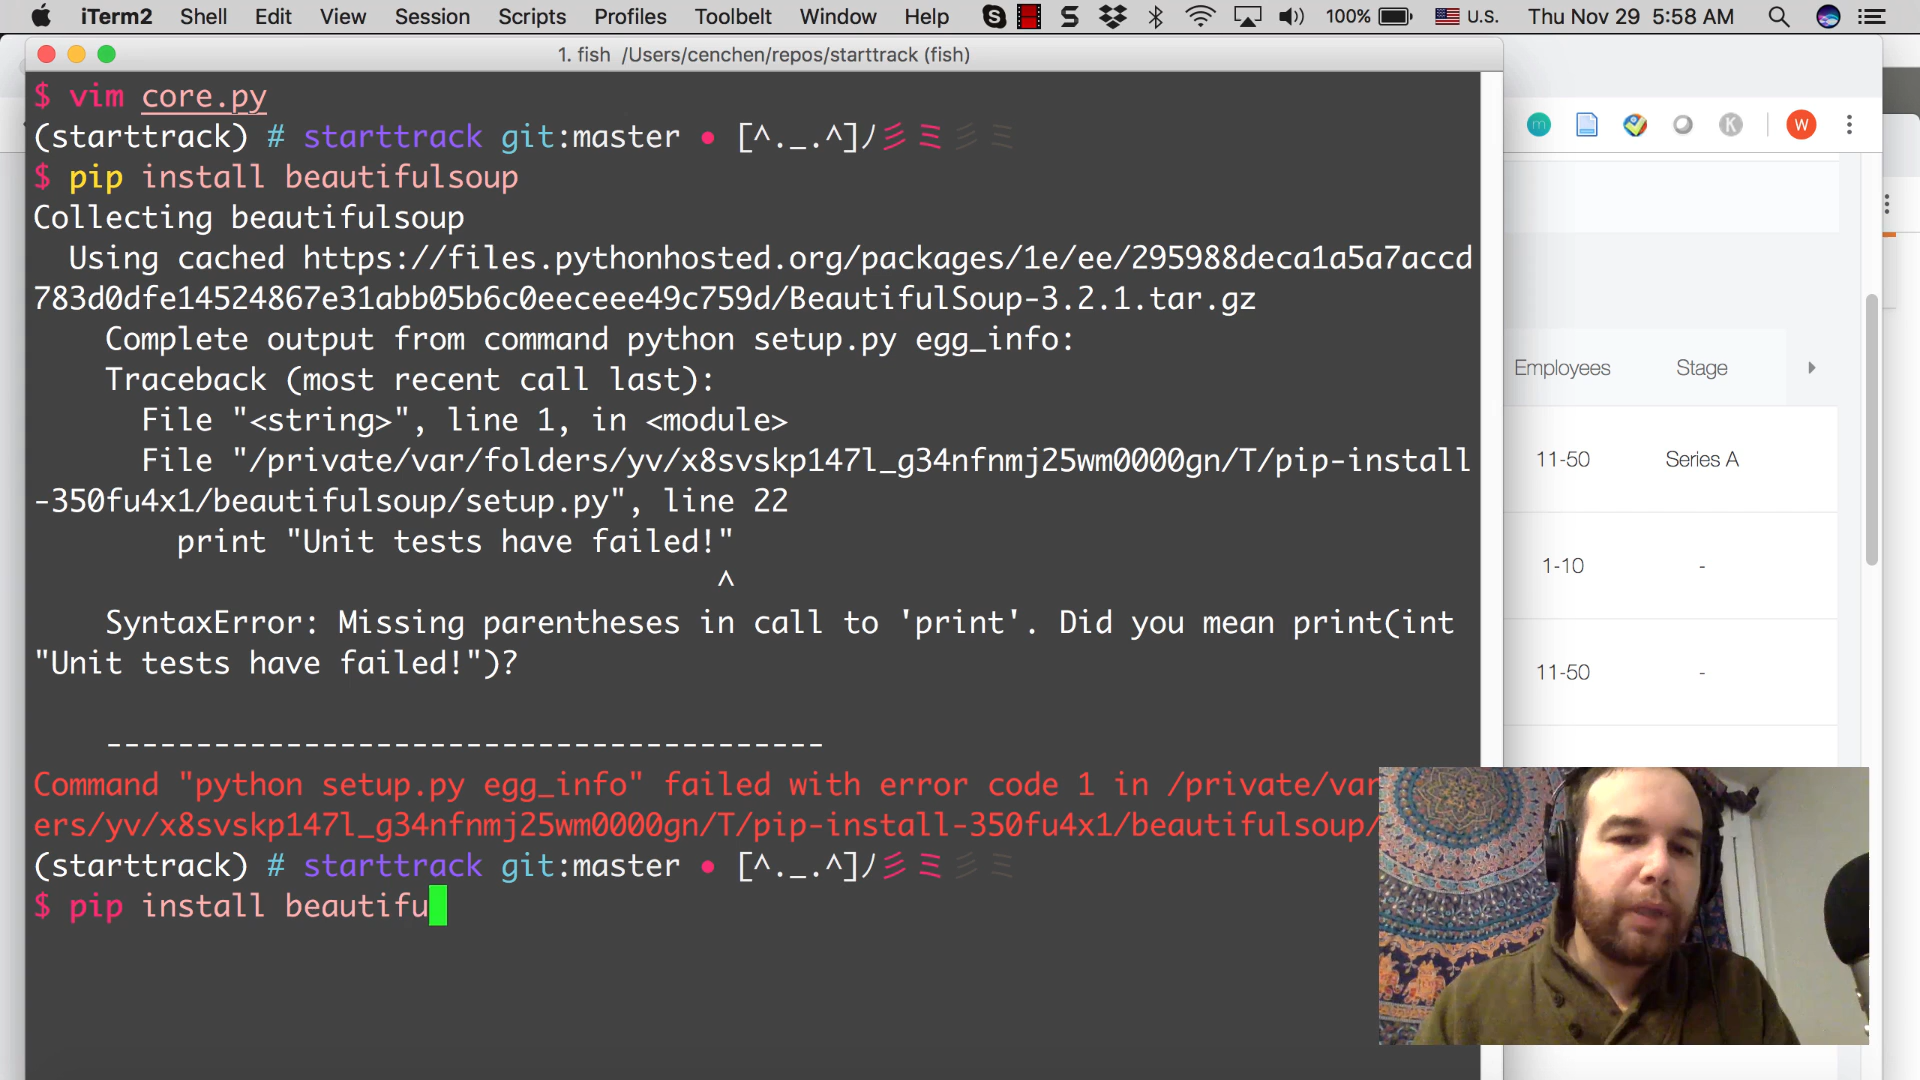 iTerm2 Shell Edit View Session Scripts Profiles Toolbelt Window Help 100% U.S. Thu Nov 29 5:58 AM
1. fish /Users/cenchen/repos/starttrack (fish)
$ vim core.py
(starttrack) # starttrack git:master • [^._.^]ﾉ彡ミ彡ミ
$ pip install beautifulsoup
Collecting beautifulsoup
Using cached https://files.pythonhosted.org/packages/1e/ee/295988deca1a5a7accd
783d0dfe14524867e31abb05b6c0eeceee49c759d/BeautifulSoup-3.2.1.tar.gz
Complete output from command python setup.py egg_info:
Traceback (most recent call last):
File "<string>", line 1, in <module>
File "/private/var/folders/yv/x8svskp147l_g34nfnmj25wm0000gn/T/pip-install
-350fu4x1/beautifulsoup/setup.py", line 22
print "Unit tests have failed!"
^
SyntaxError: Missing parentheses in call to 'print'. Did you mean print(int
"Unit tests have failed!")?
----------------------------------------
Command "python setup.py egg_info" failed with error code 1 in /private/var
ers/yv/x8svskp147l_g34nfnmj25wm0000gn/T/pip-install-350fu4x1/beautifulsoup/
(starttrack) # starttrack git:master • [^._.^]ﾉ彡ミ彡ミ
$ pip install beautifu
m K W
Employees Stage
11-50 Series A
1-10 -
11-50 -